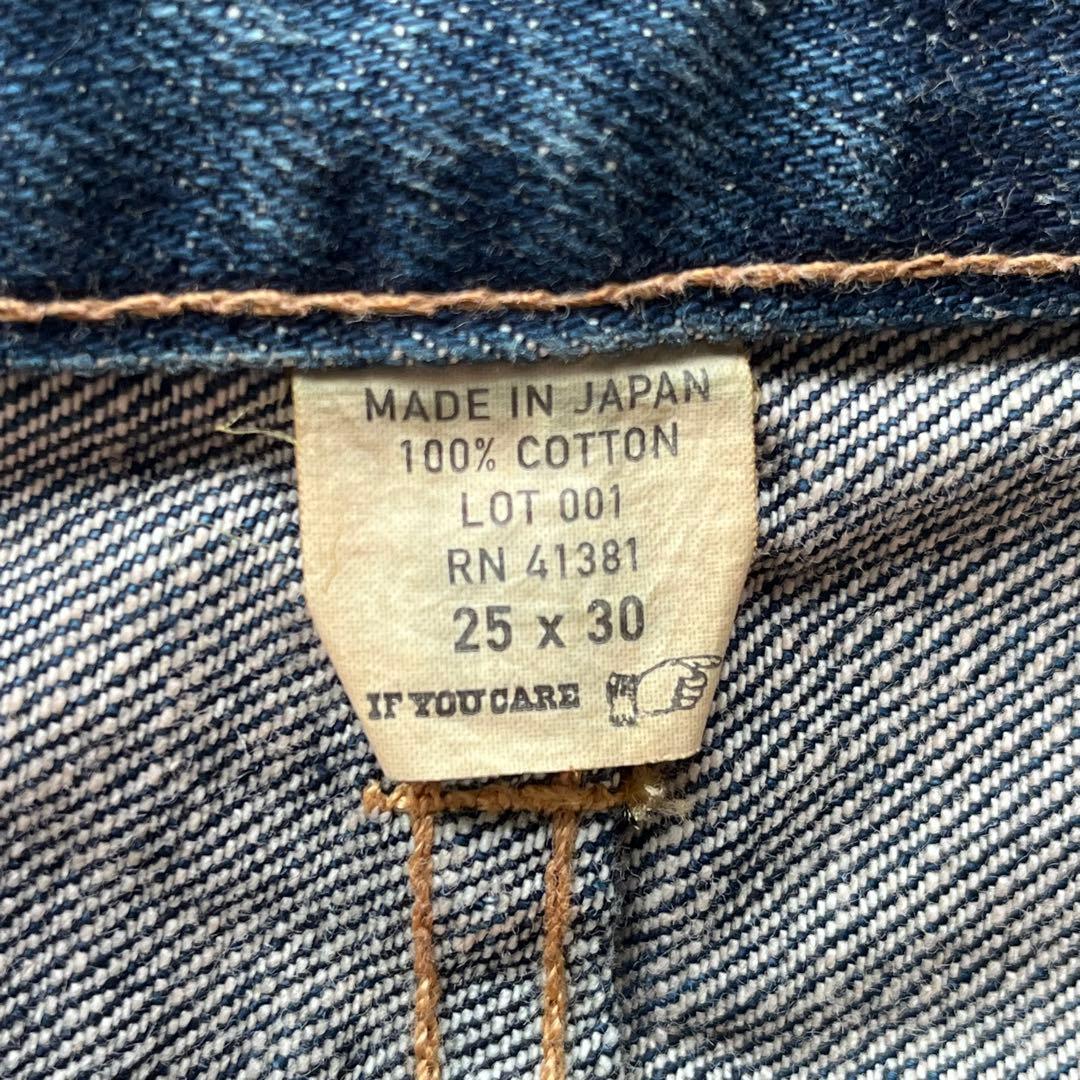 MADE IN JAPAN
100% COTTON
LOT 001
RN 41381
25 x 30
IF YOU CARE